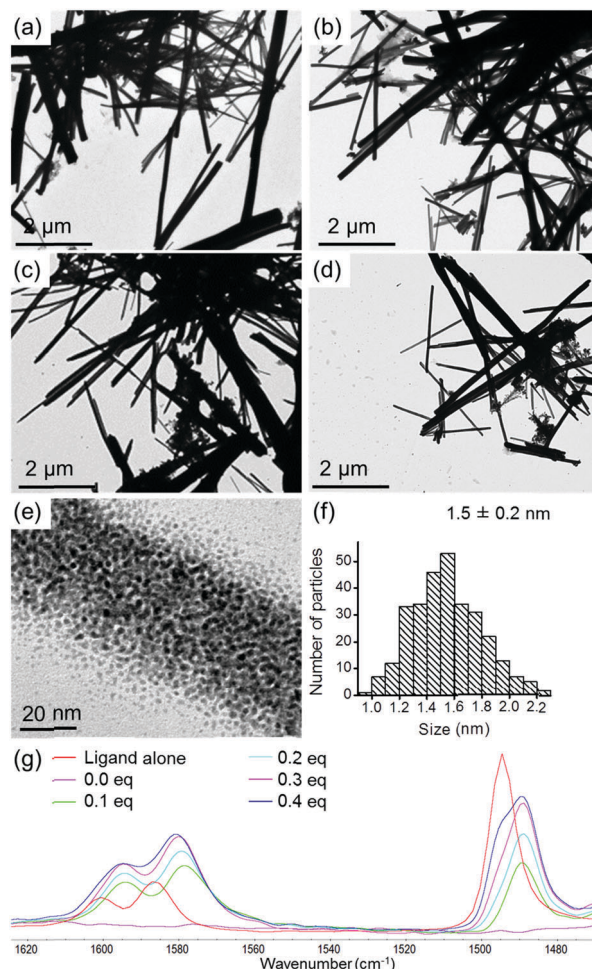 (a)
(b)
2 µm
2 µm
(c)
(d)
2 µm
2 µm
(e)
(f)
1.5 ± 0.2 nm
50
40
30
20
10
0
Number of particles
1.0 1.2 1.4 1.6 1.8 2.0 2.2
Size (nm)
20 nm
(g)
Ligand alone
0.0 eq
0.1 eq
0.2 eq
0.3 eq
0.4 eq
1620 1600 1580 1560 1540 1520 1500 1480
Wavenumber (cm⁻¹)